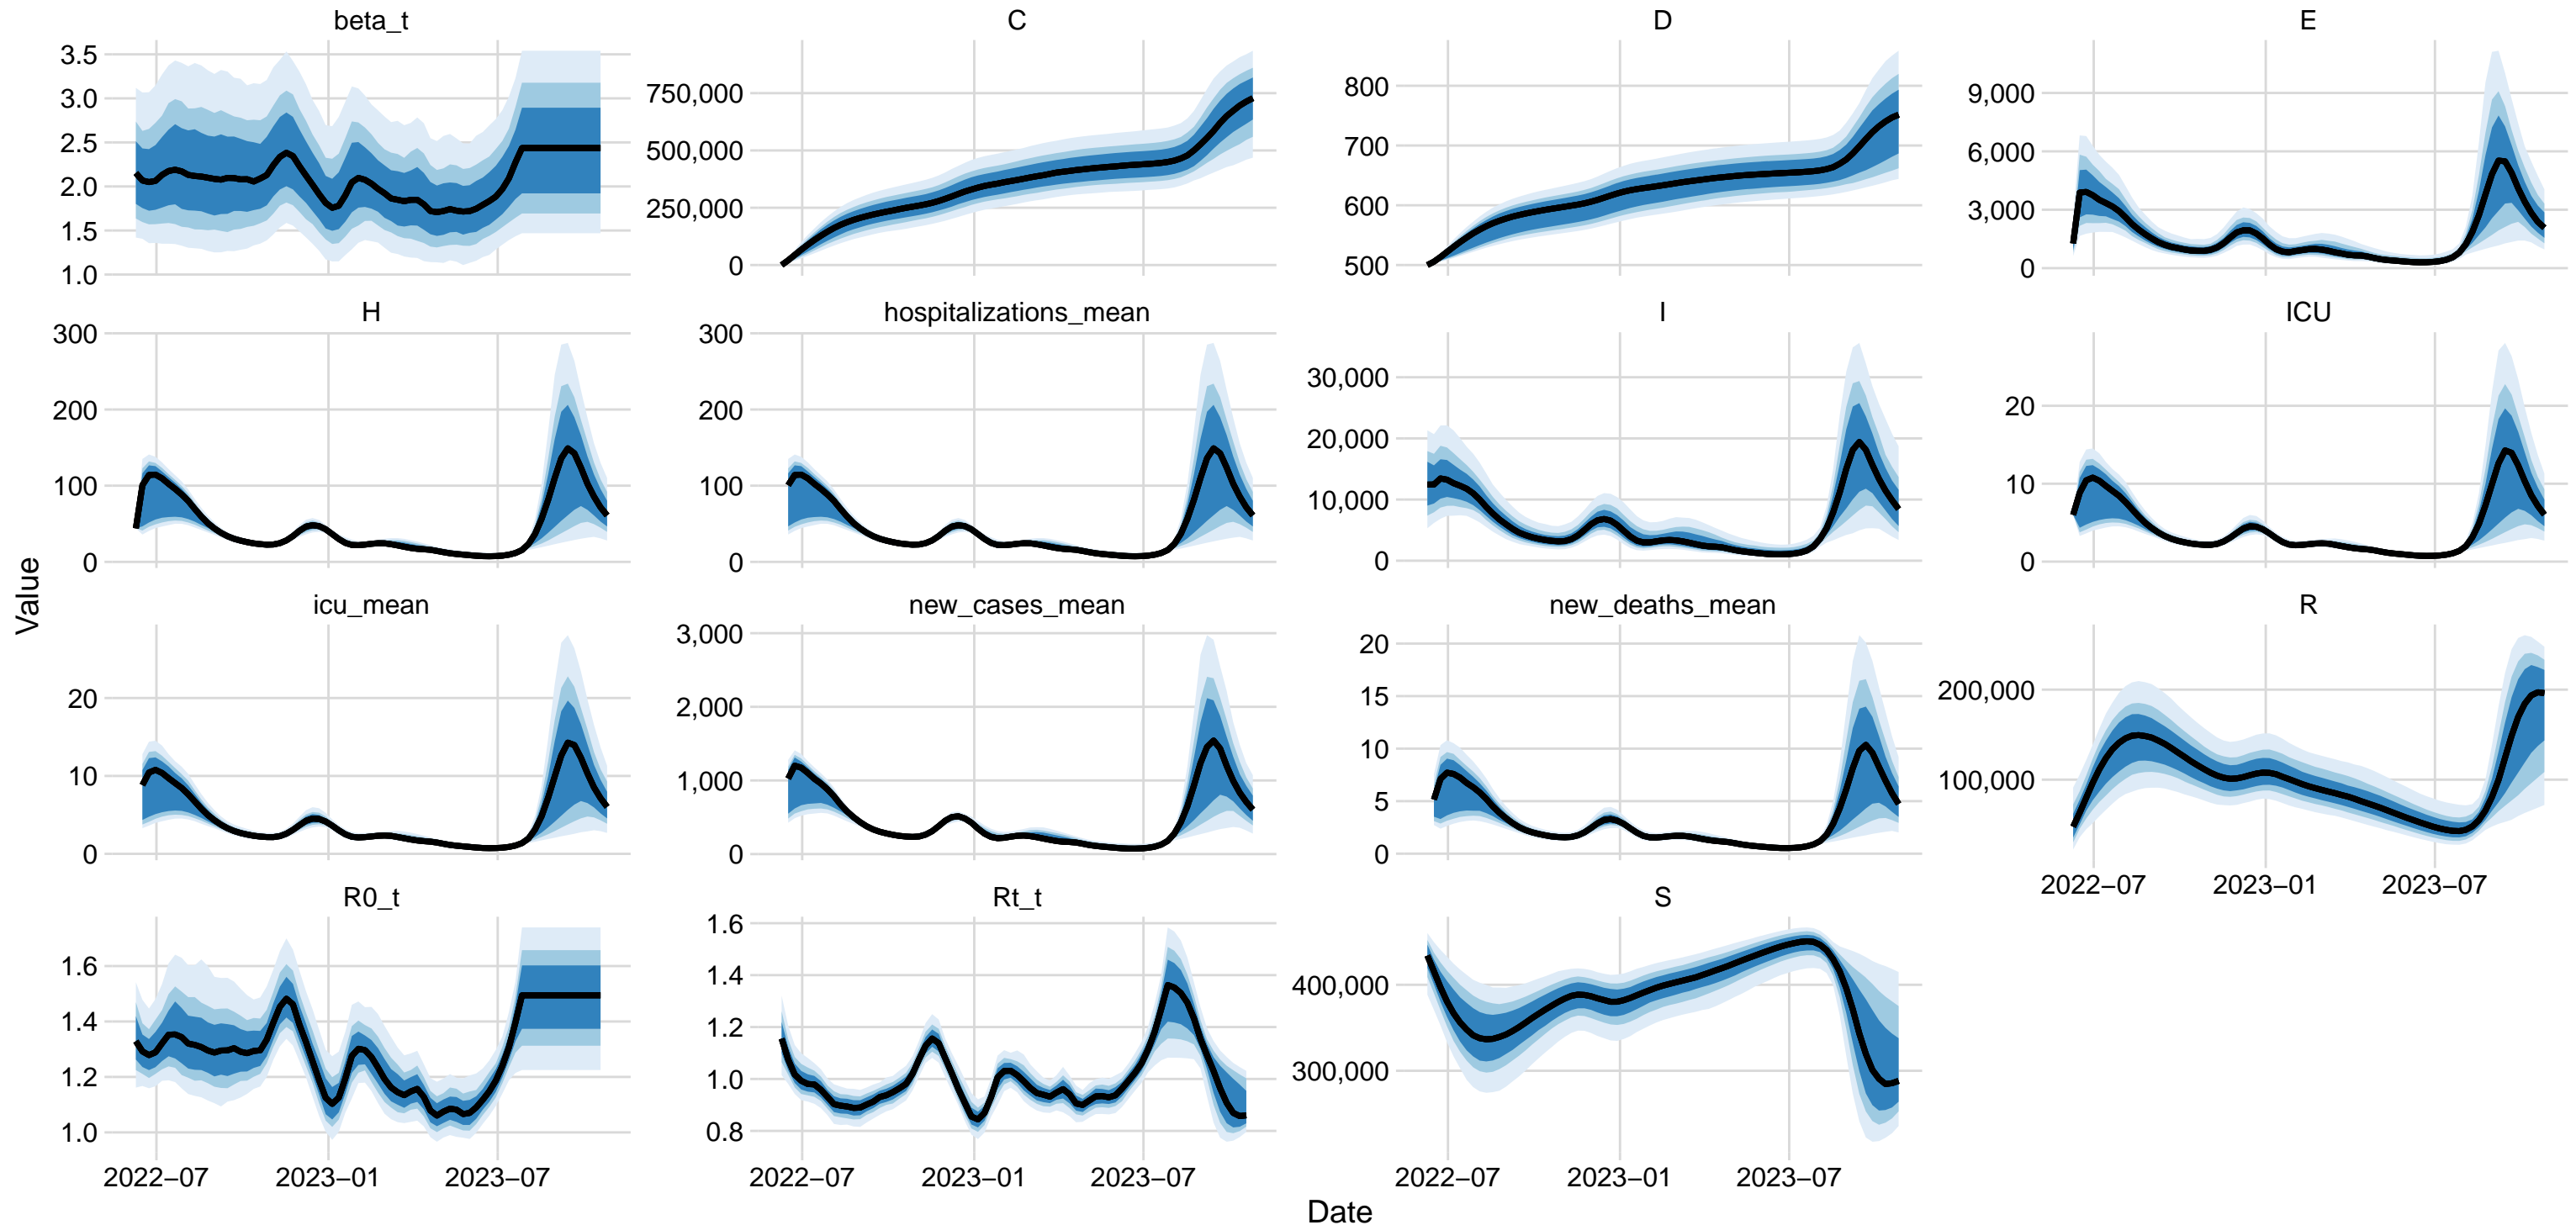 beta_t
C
D
E
3.5
3.0
2.5
2.0
1.5
1.0
750,000
500,000
250,000
0
800
700
600
500
9,000
6,000
3,000
0
H
hospitalizations_mean
I
ICU
300
200
100
0
300
200
100
0
30,000
20,000
10,000
0
20
10
0
icu_mean
new_cases_mean
new_deaths_mean
R
20
10
0
3,000
2,000
1,000
0
20
15
10
5
0
200,000
100,000
2022−07 2023−01 2023−07
R0_t
Rt_t
S
1.6
1.4
1.2
1.0
1.6
1.4
1.2
1.0
0.8
400,000
300,000
2022−07 2023−01 2023−07
2022−07 2023−01 2023−07
2022−07 2023−01 2023−07
Value
Date